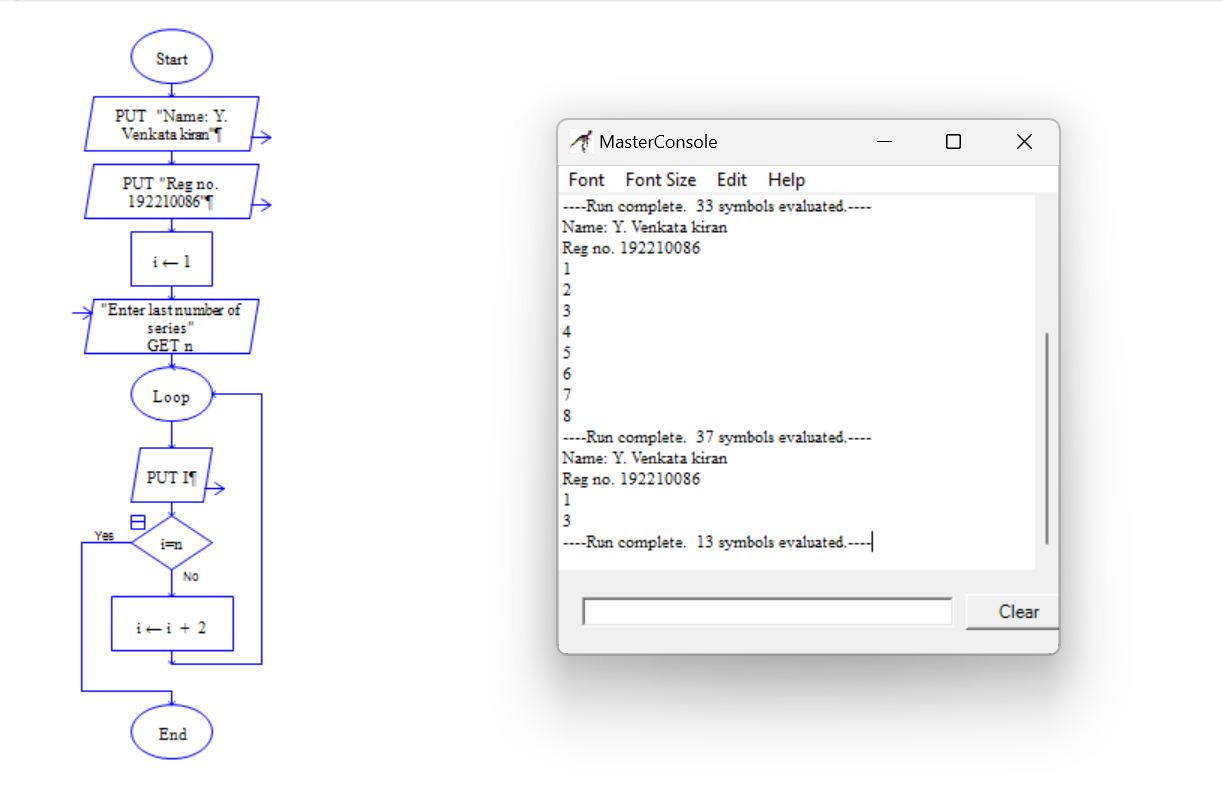 Start
PUT "Name: Y.
Venkata kiran"¶
PUT "Reg no.
192210086"¶
i ← 1
"Enter last number of
series"
GET n
Loop
PUT I¶
Yes
i=n
No
i ← i + 2
End
MasterConsole
Font Font Size Edit Help
----Run complete. 33 symbols evaluated.----
Name: Y. Venkata kiran
Reg no. 192210086
1
2
3
4
5
6
7
8
----Run complete. 37 symbols evaluated.----
Name: Y. Venkata kiran
Reg no. 192210086
1
3
----Run complete. 13 symbols evaluated.----
Clear